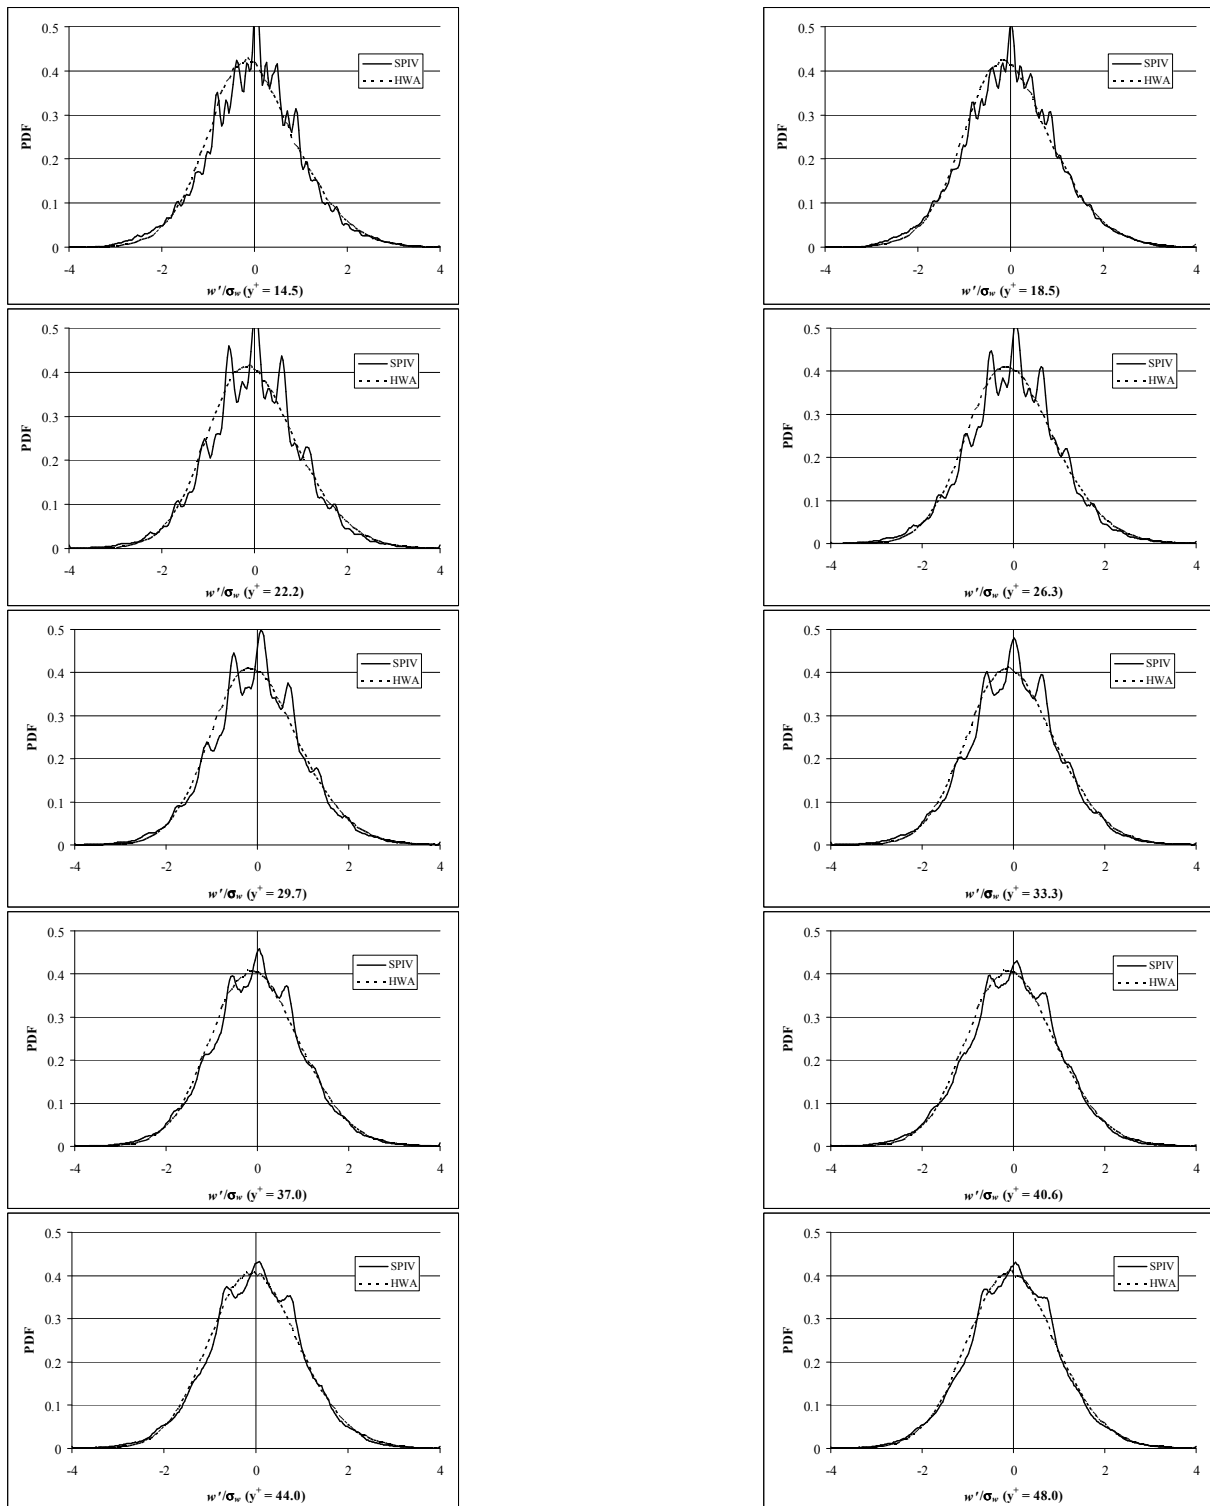 0.5
0.4
0.3
0.2
0.1
0
PDF
SPIV
HWA
-4 -2 0 2 4
w'/σw (y+ = 14.5)
0.5
0.4
0.3
0.2
0.1
0
PDF
SPIV
HWA
-4 -2 0 2 4
w'/σw (y+ = 18.5)
0.5
0.4
0.3
0.2
0.1
0
PDF
SPIV
HWA
-4 -2 0 2 4
w'/σw (y+ = 22.2)
0.5
0.4
0.3
0.2
0.1
0
PDF
SPIV
HWA
-4 -2 0 2 4
w'/σw (y+ = 26.3)
0.5
0.4
0.3
0.2
0.1
0
PDF
SPIV
HWA
-4 -2 0 2 4
w'/σw (y+ = 29.7)
0.5
0.4
0.3
0.2
0.1
0
PDF
SPIV
HWA
-4 -2 0 2 4
w'/σw (y+ = 33.3)
0.5
0.4
0.3
0.2
0.1
0
PDF
SPIV
HWA
-4 -2 0 2 4
w'/σw (y+ = 37.0)
0.5
0.4
0.3
0.2
0.1
0
PDF
SPIV
HWA
-4 -2 0 2 4
w'/σw (y+ = 40.6)
0.5
0.4
0.3
0.2
0.1
0
PDF
SPIV
HWA
-4 -2 0 2 4
w'/σw (y+ = 44.0)
0.5
0.4
0.3
0.2
0.1
0
PDF
SPIV
HWA
-4 -2 0 2 4
w'/σw (y+ = 48.0)